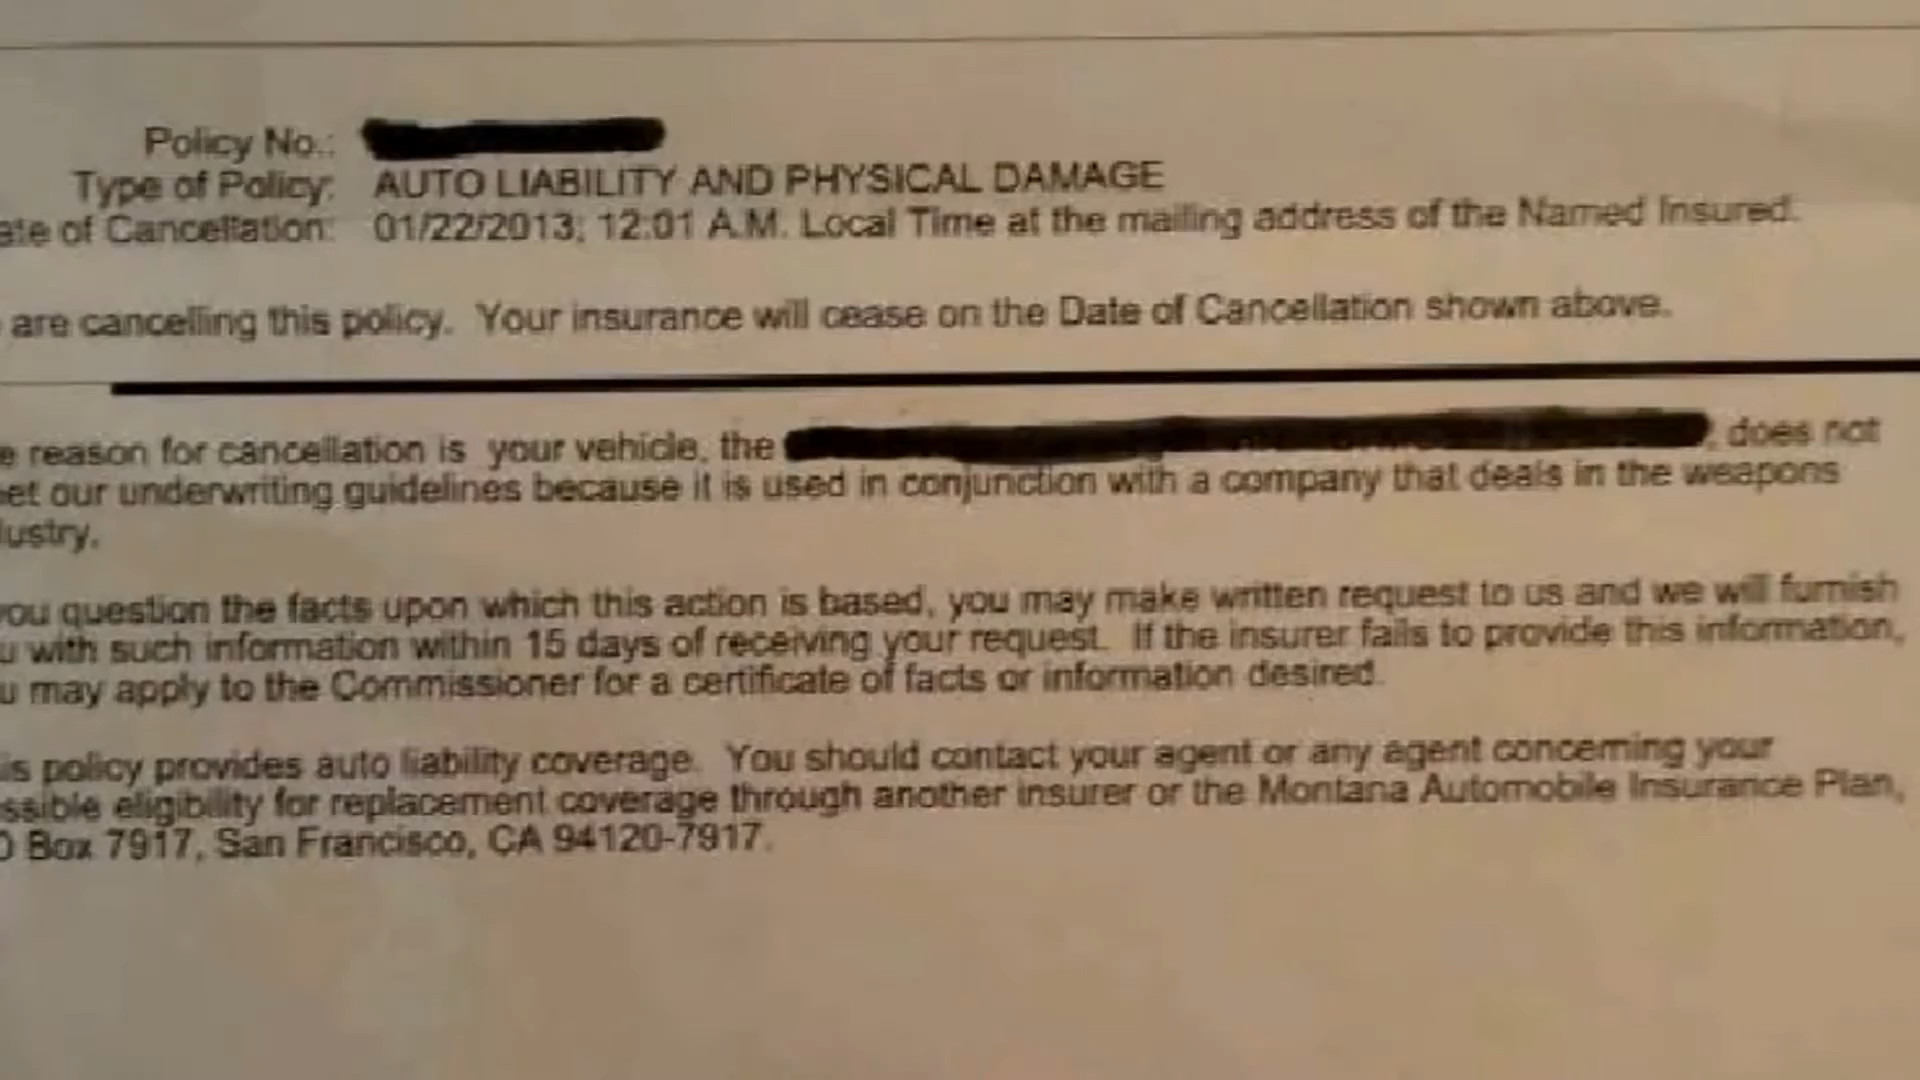 Policy No.:
Type of Policy: AUTO LIABILITY AND PHYSICAL DAMAGE
ate of Cancellation: 01/22/2013; 12:01 A.M. Local Time at the mailing address of the Named Insured.
are cancelling this policy. Your insurance will cease on the Date of Cancellation shown above.
e reason for cancellation is your vehicle, the , does not
et our underwriting guidelines because it is used in conjunction with a company that deals in the weapons
lustry.
you question the facts upon which this action is based, you may make written request to us and we will furnish
u with such information within 15 days of receiving your request. If the insurer fails to provide this information,
u may apply to the Commissioner for a certificate of facts or information desired.
is policy provides auto liability coverage. You should contact your agent or any agent concerning your
ssible eligibility for replacement coverage through another insurer or the Montana Automobile Insurance Plan,
O Box 7917, San Francisco, CA 94120-7917.